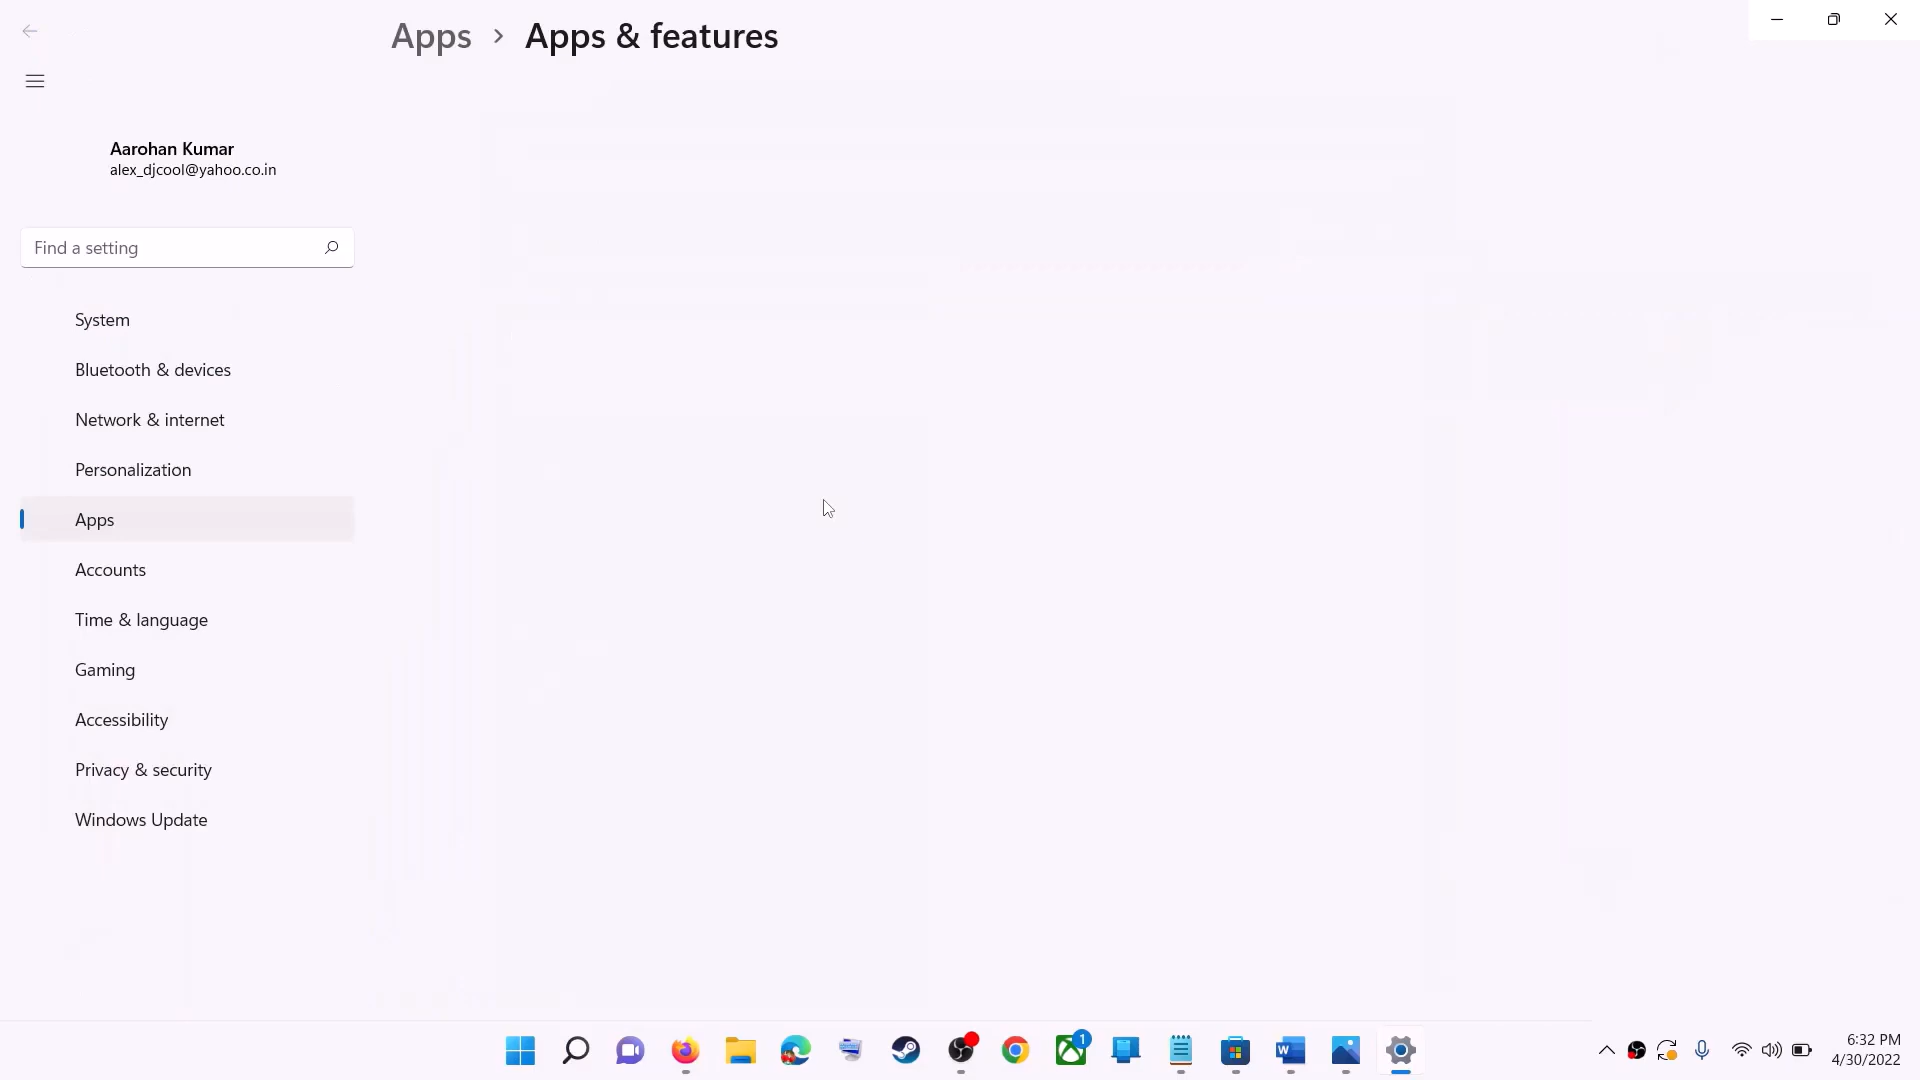 Apps > Apps & features
Aarohan Kumar
alex_djcool@yahoo.co.in
Find a setting
System
Bluetooth & devices
Network & internet
Personalization
Apps
Accounts
Time & language
Gaming
Accessibility
Privacy & security
Windows Update
1
W
6:32 PM
4/30/2022